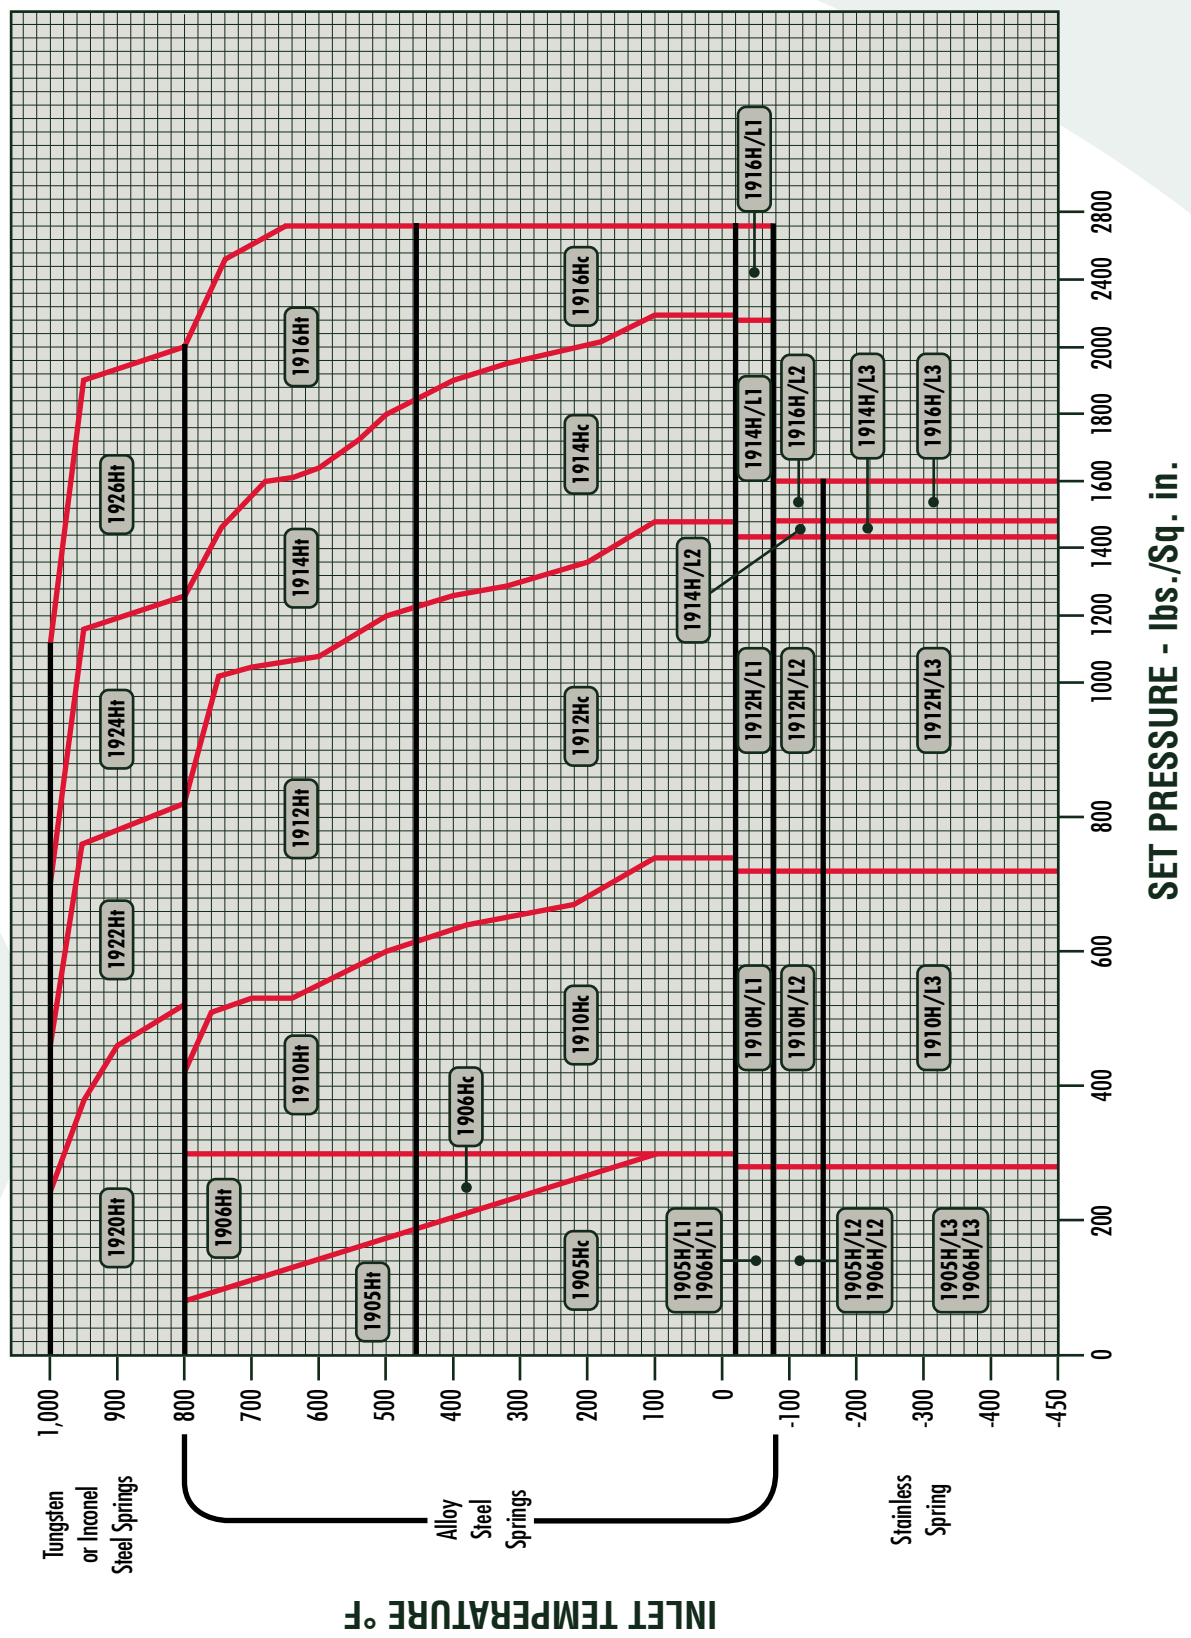 INLET TEMPERATURE °F
Tungsten
or Inconel
Steel Springs
Alloy
Steel
Springs
Stainless
Spring
1,000
900
800
700
600
500
400
300
200
100
0
-100
-200
-300
-400
-450
1920Ht
1922Ht
1924Ht
1926Ht
1906Ht
1905Ht
1910Ht
1912Ht
1914Ht
1916Ht
1906Hc
1905Hc
1910Hc
1912Hc
1914Hc
1916Hc
1905H/L1
1906H/L1
1914H/L2
1910H/L1
1912H/L1
1914H/L1
1916H/L1
1910H/L2
1912H/L2
1916H/L2
1905H/L2
1906H/L2
1914H/L3
1905H/L3
1906H/L3
1910H/L3
1912H/L3
1916H/L3
0
200
400
600
800
1000
1200
1400
1600
1800
2000
2400
2800
SET PRESSURE - lbs./Sq. in.